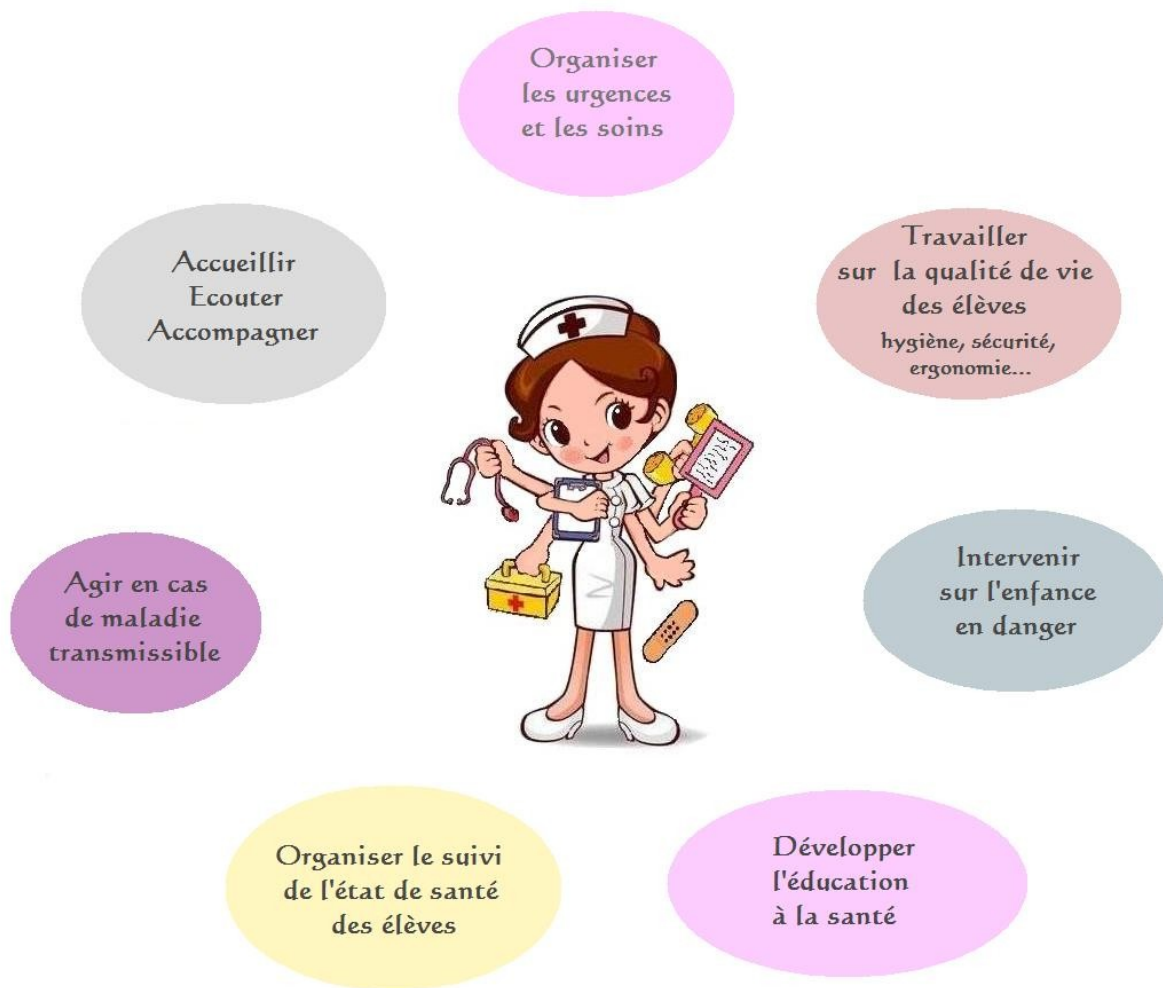 Organiser
les urgences
et les soins
Accueillir
Ecouter
Accompagner
Travailler
sur la qualité de vie
des élèves
hygiène, sécurité,
ergonomie...
Agir en cas
de maladie
transmissible
Intervenir
sur l'enfance
en danger
Organiser le suivi
de l'état de santé
des élèves
Développer
l'éducation
à la santé